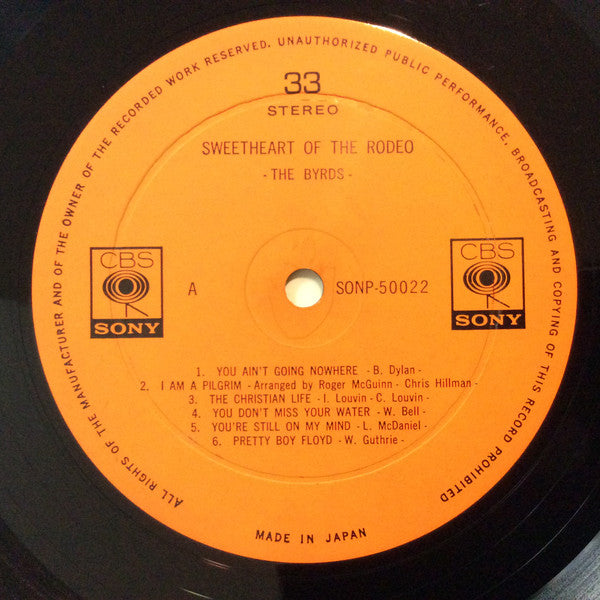 ALL RIGHTS OF THE MANUFACTURER AND OF THE OWNER OF THE RECORDED WORK RESERVED. UNAUTHORIZED PUBLIC PERFORMANCE, BROADCASTING AND COPYING OF THIS RECORD PROHIBITED
33
STEREO
SWEETHEART OF THE RODEO
- THE BYRDS -
CBS
SONY
A
SONP-50022
CBS
SONY
1. YOU AIN'T GOING NOWHERE - B. Dylan -
2. I AM A PILGRIM - Arranged by Roger McGuinn - Chris Hillman -
3. THE CHRISTIAN LIFE - I. Louvin - C. Louvin -
4. YOU DON'T MISS YOUR WATER - W. Bell -
5. YOU'RE STILL ON MY MIND - L. McDaniel -
6. PRETTY BOY FLOYD - W. Guthrie -
MADE IN JAPAN